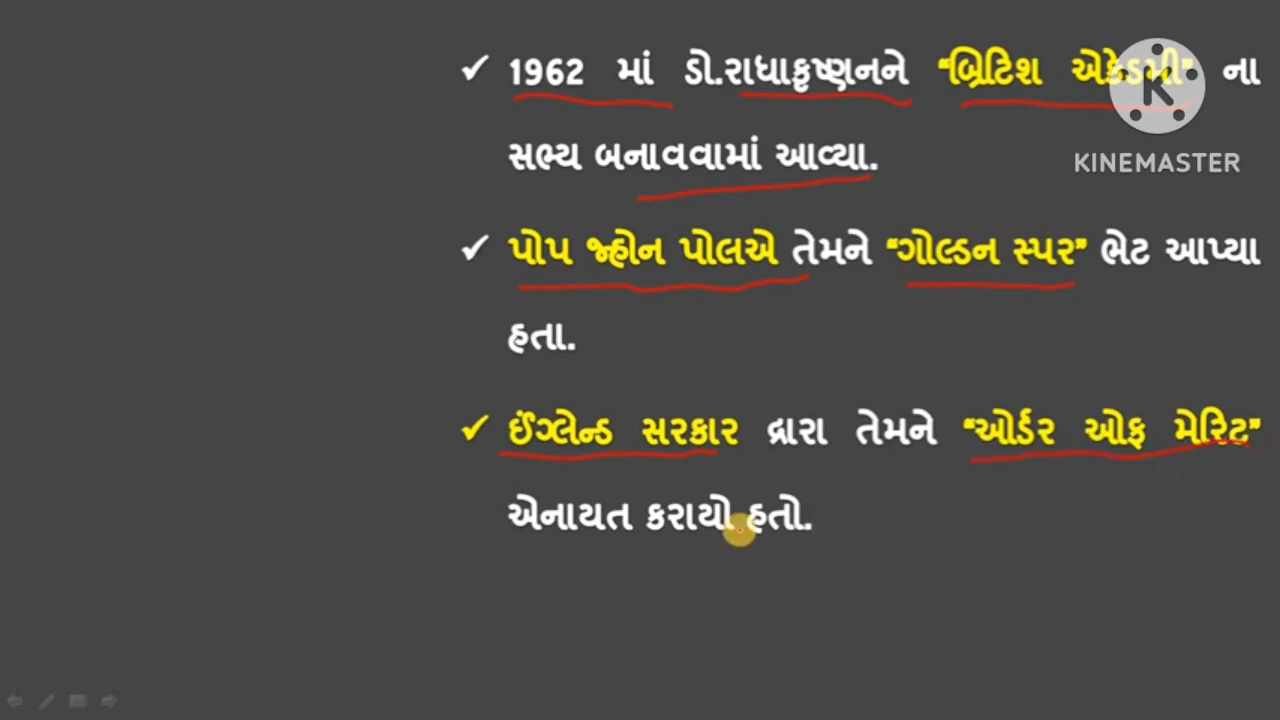 ✓ 1962 માં ડો.રાધાકૃષ્ણનને “બ્રિટિશ એકેડમી” ના
સભ્ય બનાવવામાં આવ્યા.
✓ પોપ જ્હોન પોલએ તેમને “ગોલ્ડન સ્પર” ભેટ આપ્યા
હતા.
✓ ઈંગ્લેન્ડ સરકાર દ્રારા તેમને “ઓર્ડર ઓફ મેરિટ”
એનાયત કરાયો હતો.
K
KINEMASTER